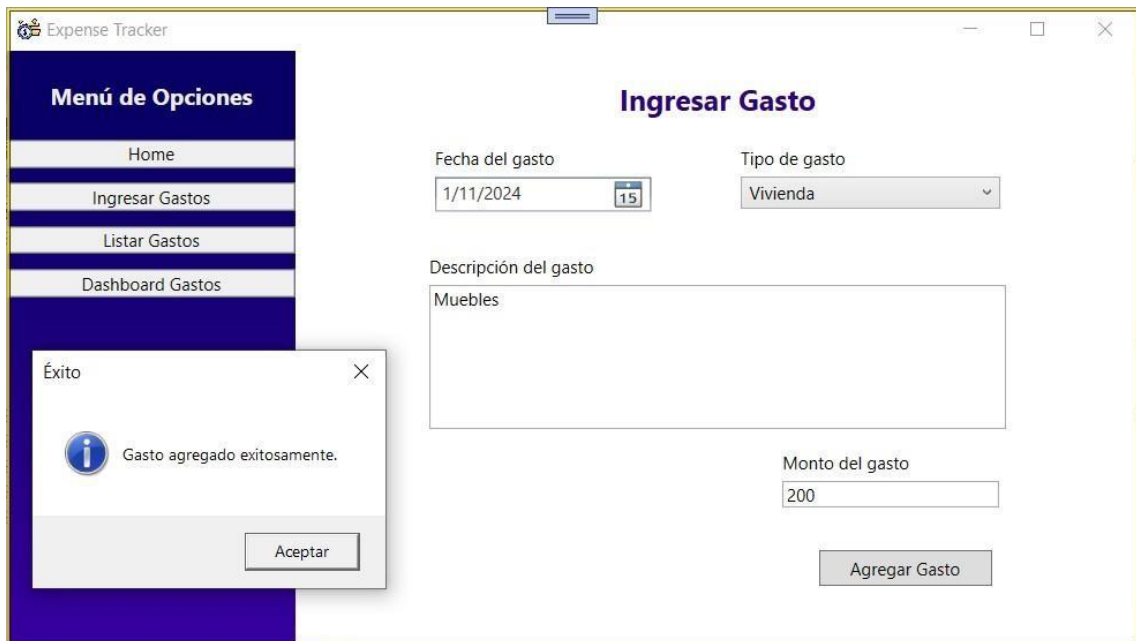 Expense Tracker
Menú de Opciones
Home
Ingresar Gastos
Listar Gastos
Dashboard Gastos
Ingresar Gasto
Fecha del gasto
Tipo de gasto
1/11/2024
15
Vivienda
Descripción del gasto
Muebles
Monto del gasto
200
Agregar Gasto
Éxito
Gasto agregado exitosamente.
Aceptar